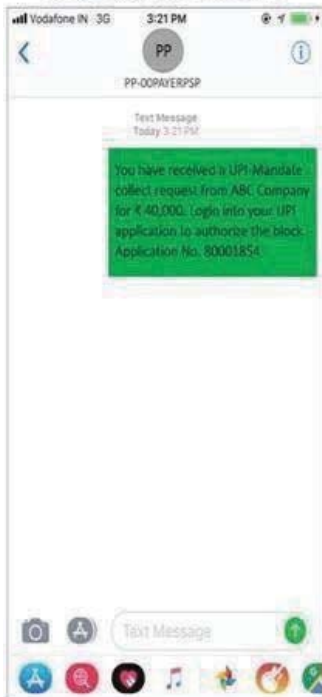 Vodafone IN 3G 3:21 PM
PP
PP-OOPAYERPSP
Text Message
Today 3:21 PM
You have received a UPI-Mandate
collect request from ABC Company
for ₹ 40,000. Login into your UPI
application to authorize the block.
Application No. 80001854
Text Message